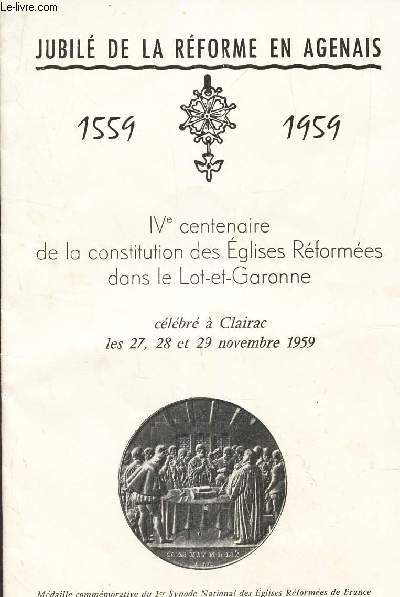 Le-livre.com
JUBILÉ DE LA RÉFORME EN AGENAIS
1559 1959
IVe centenaire
de la constitution des Églises Réformées
dans le Lot-et-Garonne
célébré à Clairac
les 27, 28 et 29 novembre 1959
Médaille commémorative du 1er Synode National des Églises Réformées de France